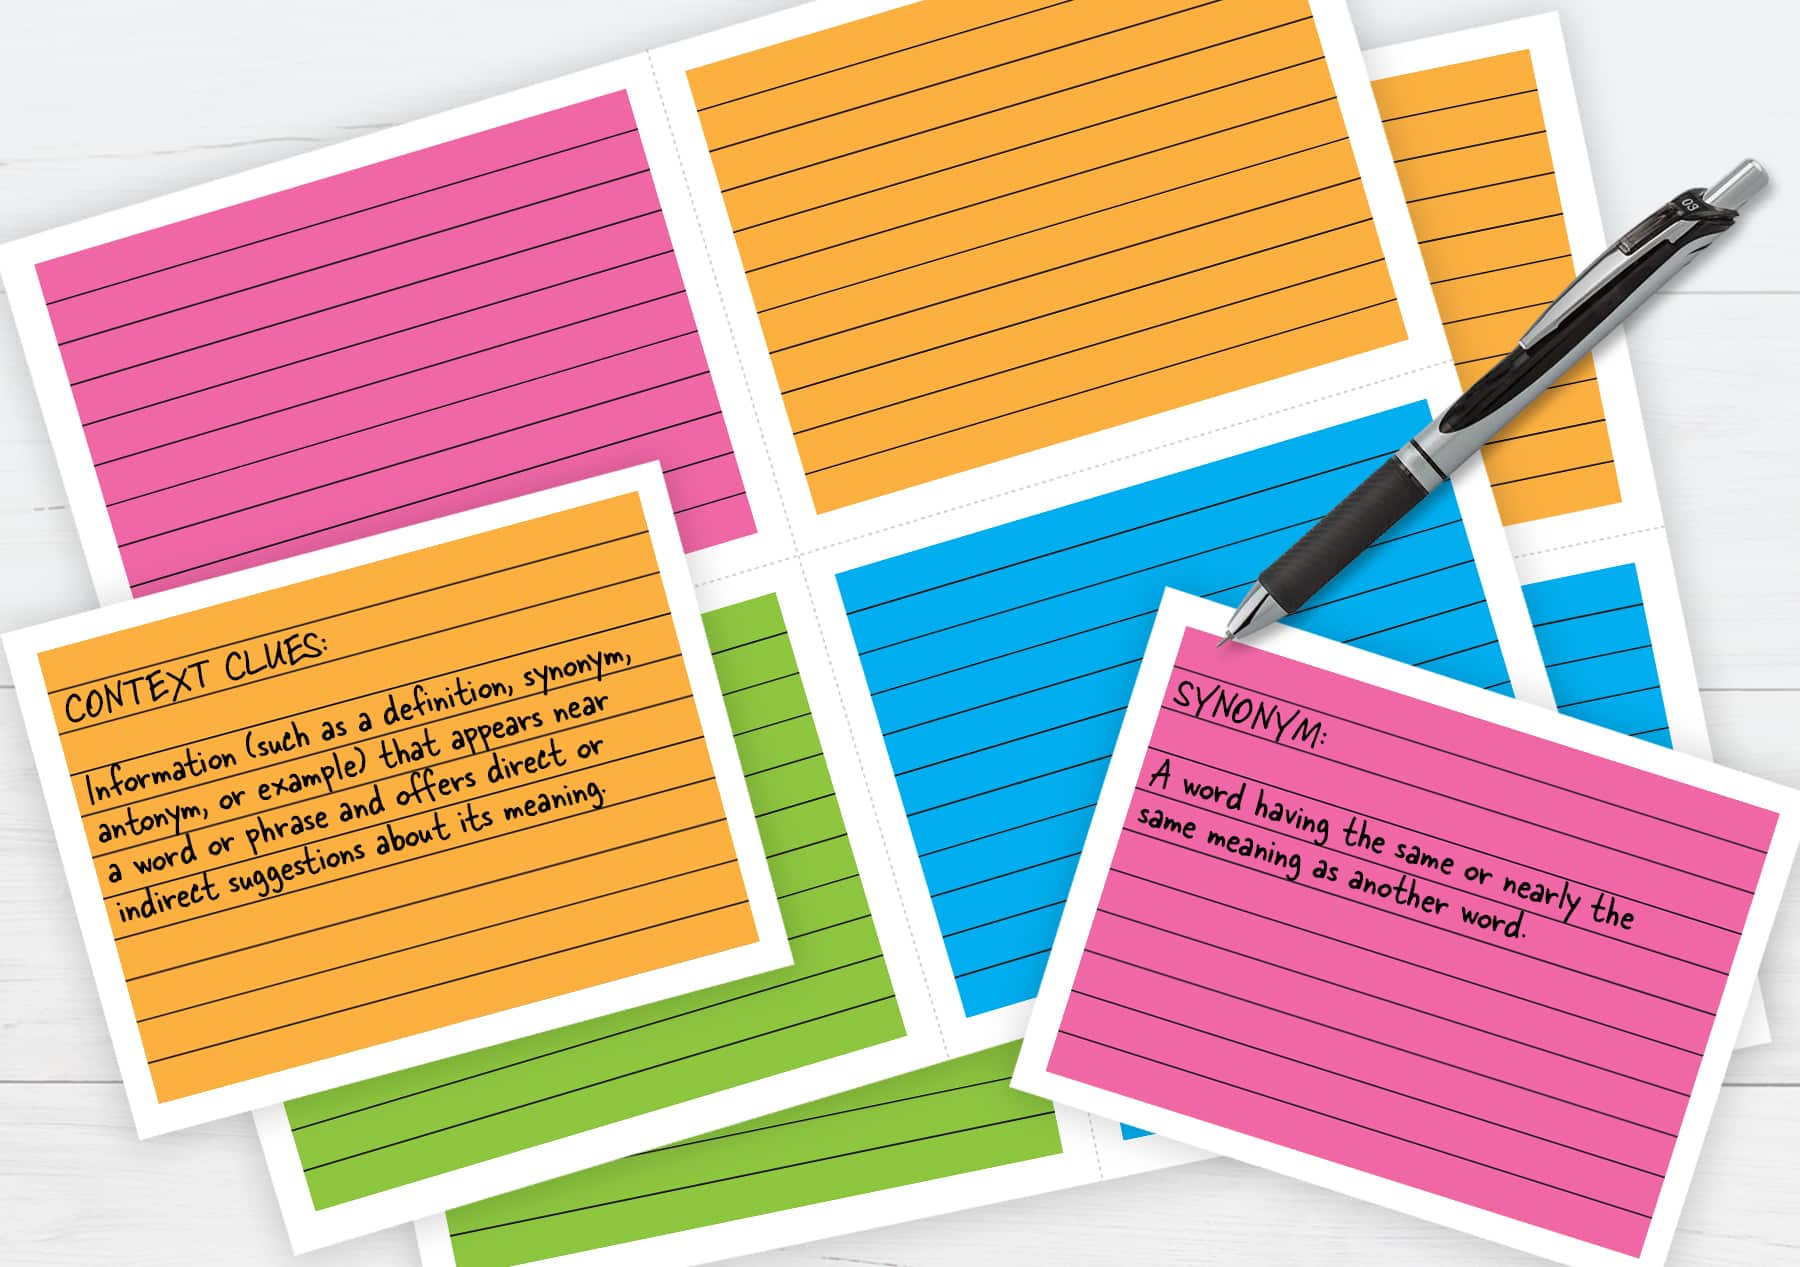 CONTEXT CLUES:
Information (such as a definition, synonym,
antonym, or example) that appears near
a word or phrase and offers direct or
indirect suggestions about its meaning.
03
SYNONYM:
A word having the same or nearly the
same meaning as another word.